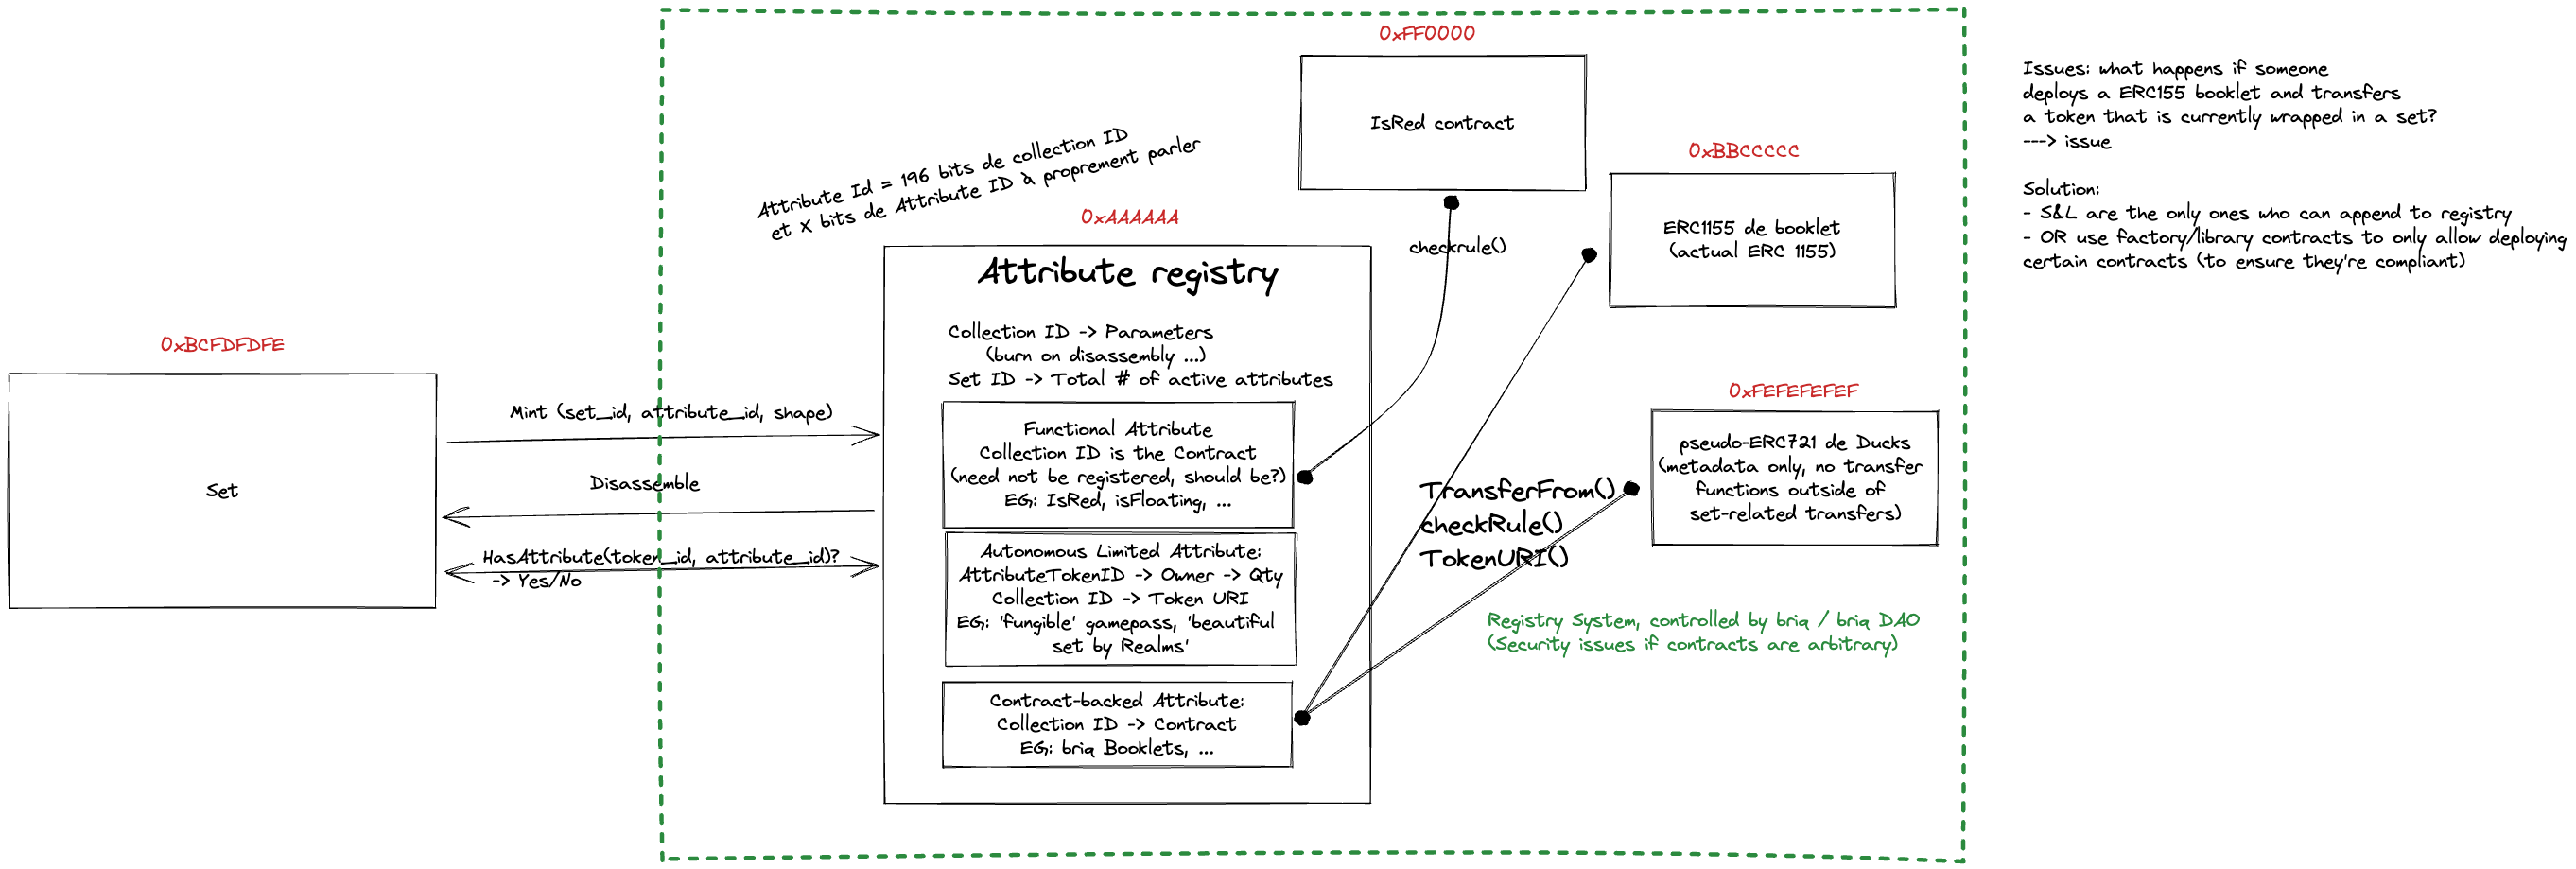 0xBCFDFDFE
Set
Mint (set_id, attribute_id, shape)
Disassemble
HasAttribute(token_id, attribute_id)?
-> Yes/No
Attribute Id = 196 bits de collection ID
et X bits de Attribute ID à proprement parler
0xAAAAAA
Attribute registry
Collection ID -> Parameters
(burn on disassembly ...)
Set ID -> Total # of active attributes
Functional Attribute
Collection ID is the Contract
(need not be registered, should be?)
EG: IsRed, isFloating, ...
Autonomous Limited Attribute:
AttributeTokenID -> Owner -> Qty
Collection ID -> Token URI
EG: 'fungible' gamepass, 'beautiful
set by Realms'
Contract-backed Attribute:
Collection ID -> Contract
EG: briq Booklets, ...
0xFF0000
IsRed contract
checkrule()
0xBBCCCCC
ERC1155 de booklet
(actual ERC 1155)
0xFEFEFEFEF
pseudo-ERC721 de Ducks
(metadata only, no transfer
functions outside of
set-related transfers)
TransferFrom()
checkRule()
TokenURI()
Registry System, controlled by briq / briq DAO
(Security issues if contracts are arbitrary)
Issues: what happens if someone
deploys a ERC155 booklet and transfers
a token that is currently wrapped in a set?
---> issue
Solution:
- S&L are the only ones who can append to registry
- OR use factory/library contracts to only allow deploying
certain contracts (to ensure they're compliant)